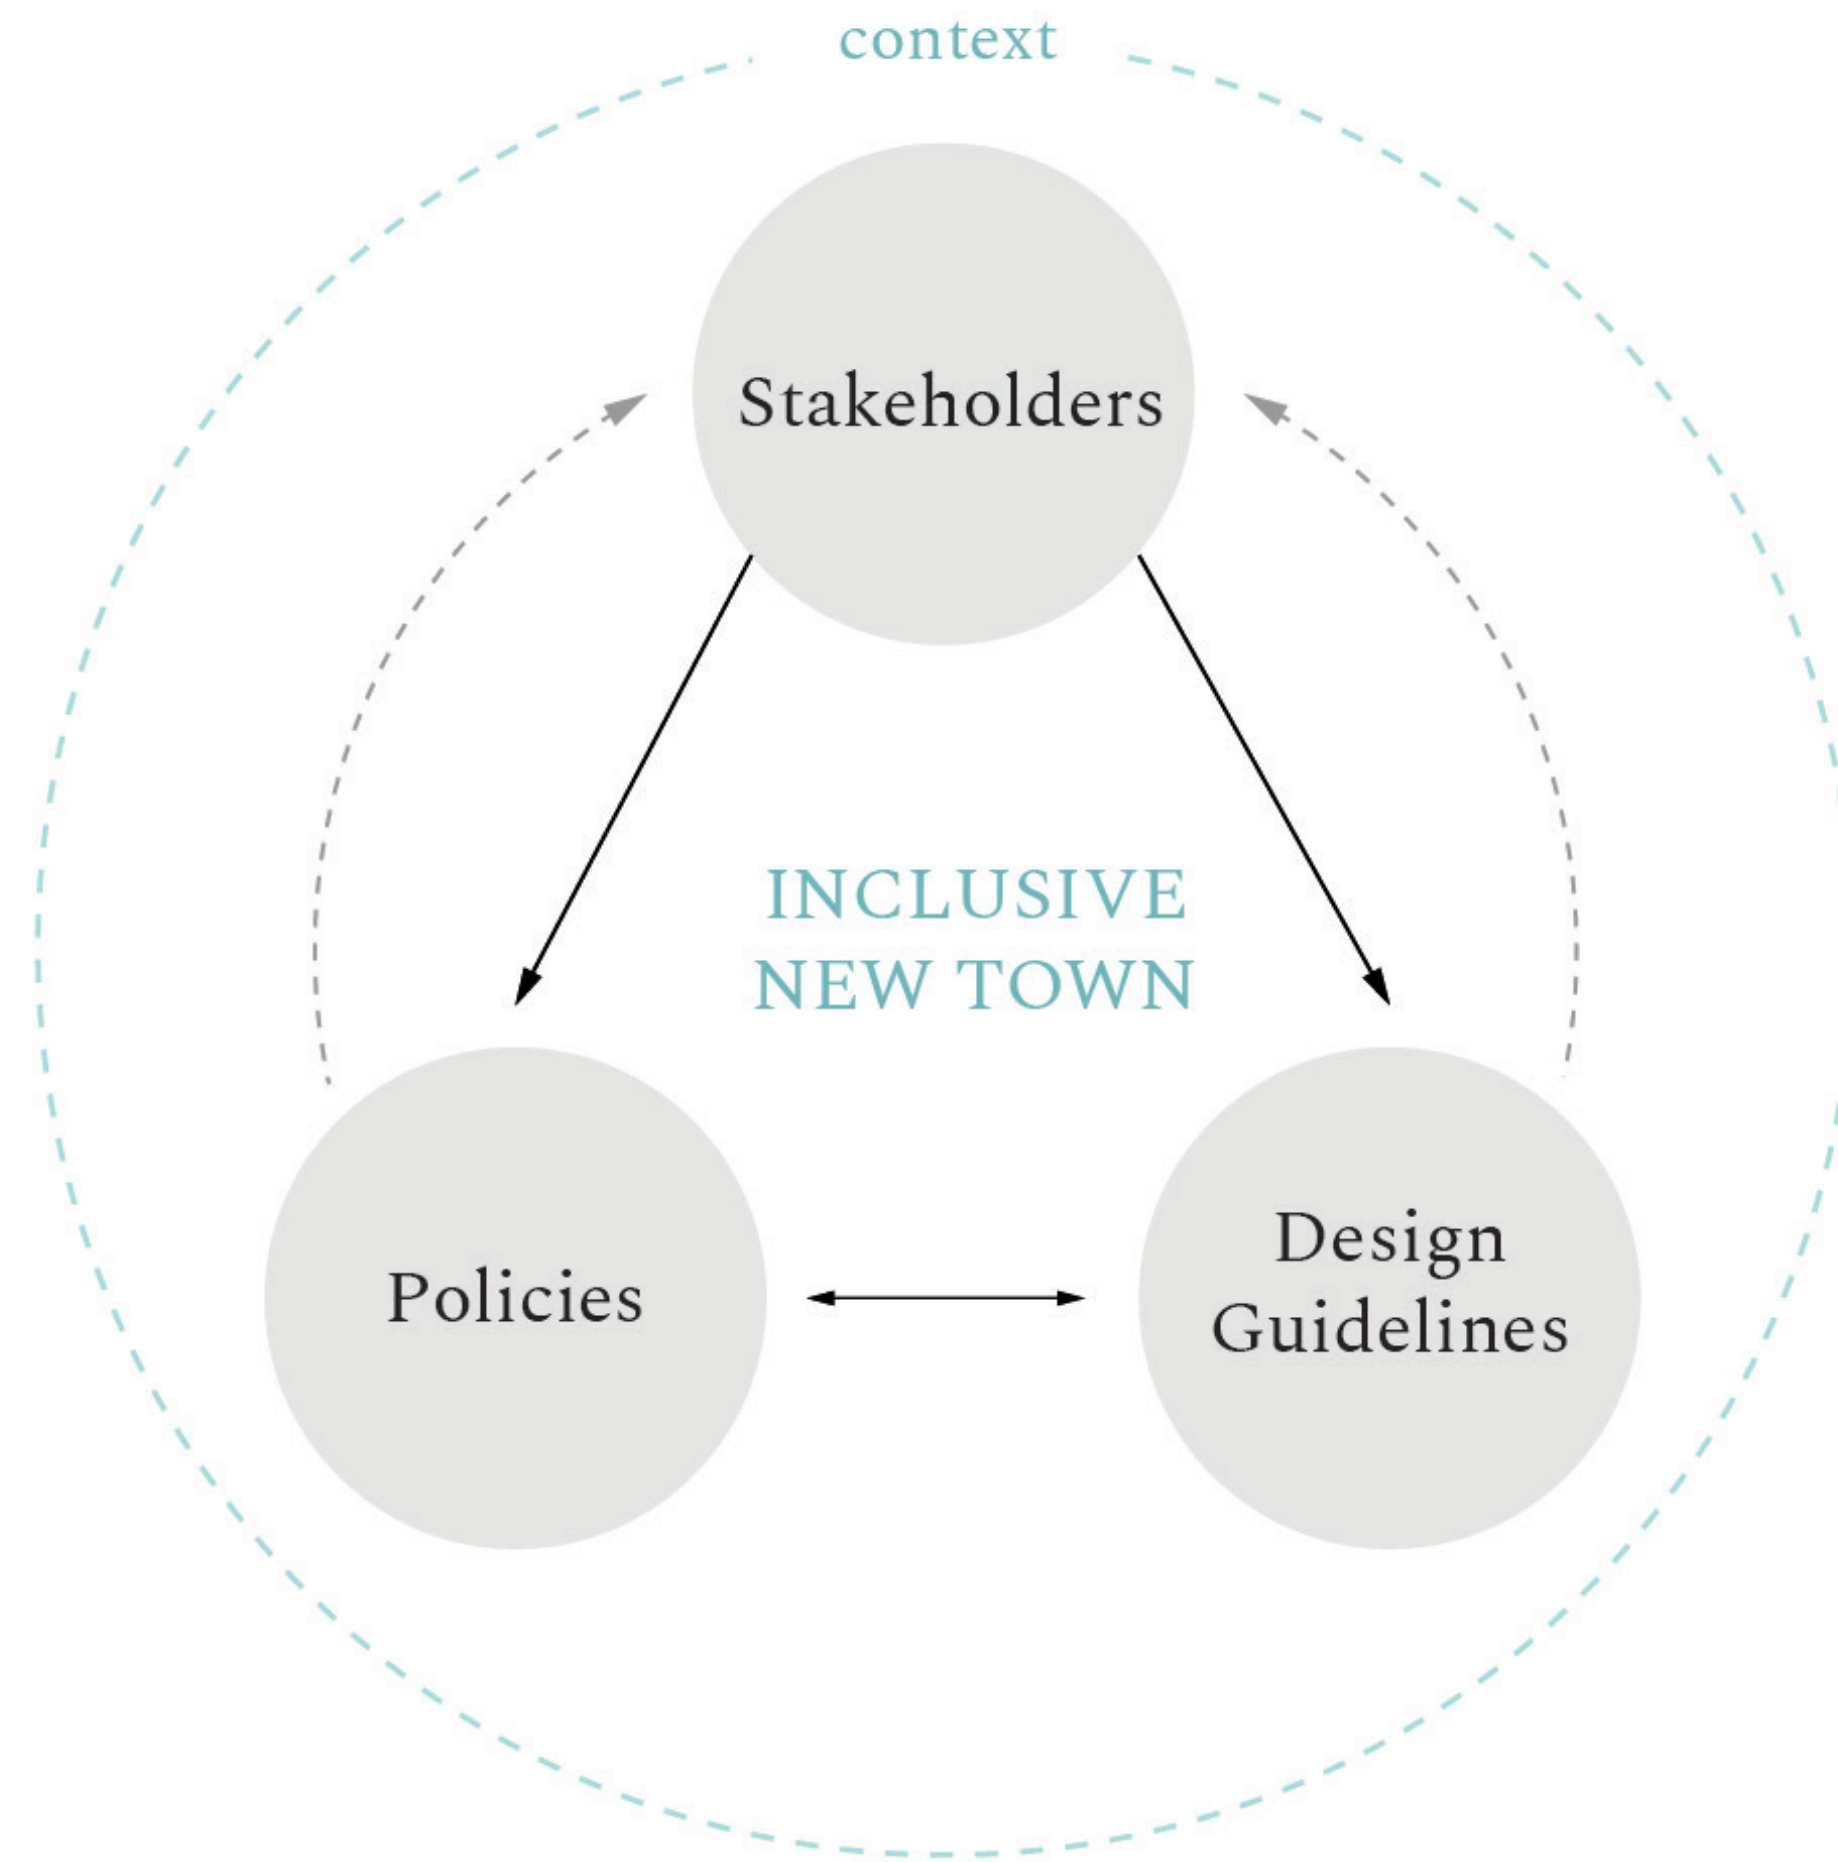 context
Stakeholders
INCLUSIVE
NEW TOWN
Policies
Design
Guidelines